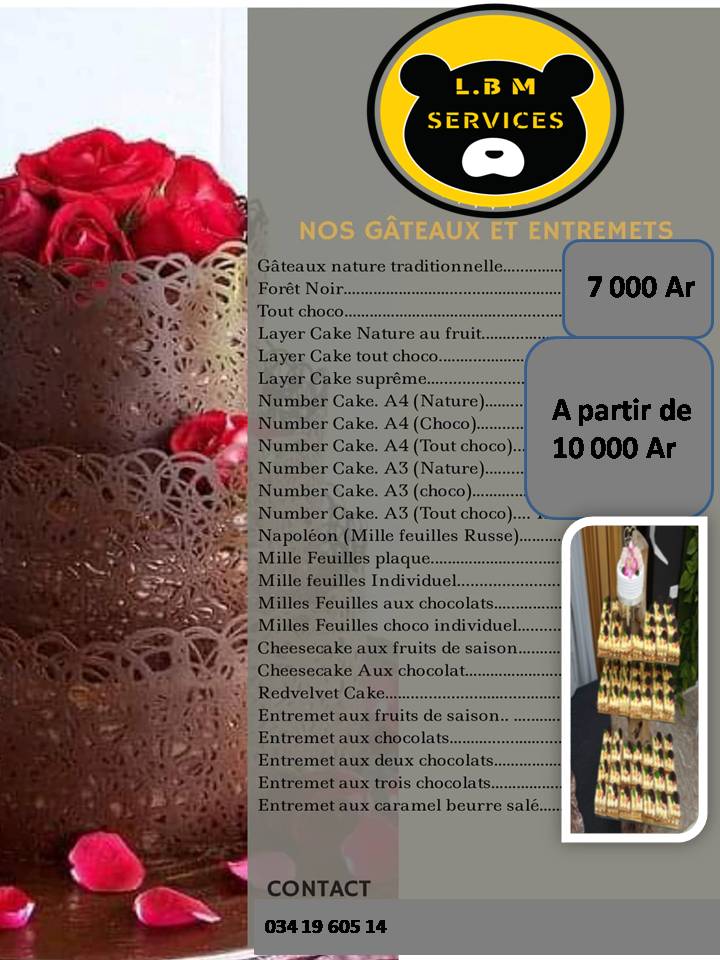 L.B M
SERVICES
NOS GÂTEAUX ET ENTREMETS
Gâteaux nature traditionnelle..............
Forêt Noir......................................................
Tout choco.....................................................
7 000 Ar
Layer Cake Nature au fruit....................
Layer Cake tout choco.....................
Layer Cake suprême........................
Number Cake. A4 (Nature).........
Number Cake. A4 (Choco)...........
Number Cake. A4 (Tout choco)...
Number Cake. A3 (Nature).........
Number Cake. A3 (choco)............
Number Cake. A3 (Tout choco)....
A partir de
10 000 Ar
Napoléon (Mille feuilles Russe)..........
Mille Feuilles plaque................................
Mille feuilles Individuel.........................
Milles Feuilles aux chocolats................
Milles Feuilles choco individuel..........
Cheesecake aux fruits de saison..........
Cheesecake Aux chocolat.......................
Redvelvet Cake...........................................
Entremet aux fruits de saison.. ...........
Entremet aux chocolats...........................
Entremet aux deux chocolats................
Entremet aux trois chocolats.................
Entremet aux caramel beurre salé.....
CONTACT
034 19 605 14